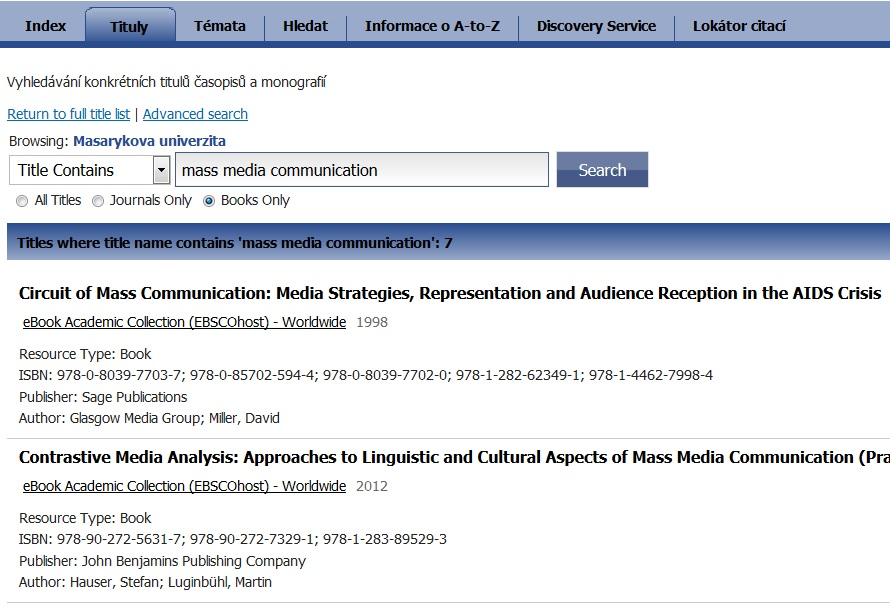 Index Tituly Témata Hledat Informace o A-to-Z Discovery Service Lokátor citací
Vyhledávání konkrétních titulů časopisů a monografií
Return to full title list | Advanced search
Browsing: Masarykova univerzita
Title Contains mass media communication Search
All Titles Journals Only Books Only
Titles where title name contains 'mass media communication': 7
Circuit of Mass Communication: Media Strategies, Representation and Audience Reception in the AIDS Crisis
eBook Academic Collection (EBSCOhost) - Worldwide 1998
Resource Type: Book
ISBN: 978-0-8039-7703-7; 978-0-85702-594-4; 978-0-8039-7702-0; 978-1-282-62349-1; 978-1-4462-7998-4
Publisher: Sage Publications
Author: Glasgow Media Group; Miller, David
Contrastive Media Analysis: Approaches to Linguistic and Cultural Aspects of Mass Media Communication (Pra
eBook Academic Collection (EBSCOhost) - Worldwide 2012
Resource Type: Book
ISBN: 978-90-272-5631-7; 978-90-272-7329-1; 978-1-283-89529-3
Publisher: John Benjamins Publishing Company
Author: Hauser, Stefan; Luginbühl, Martin